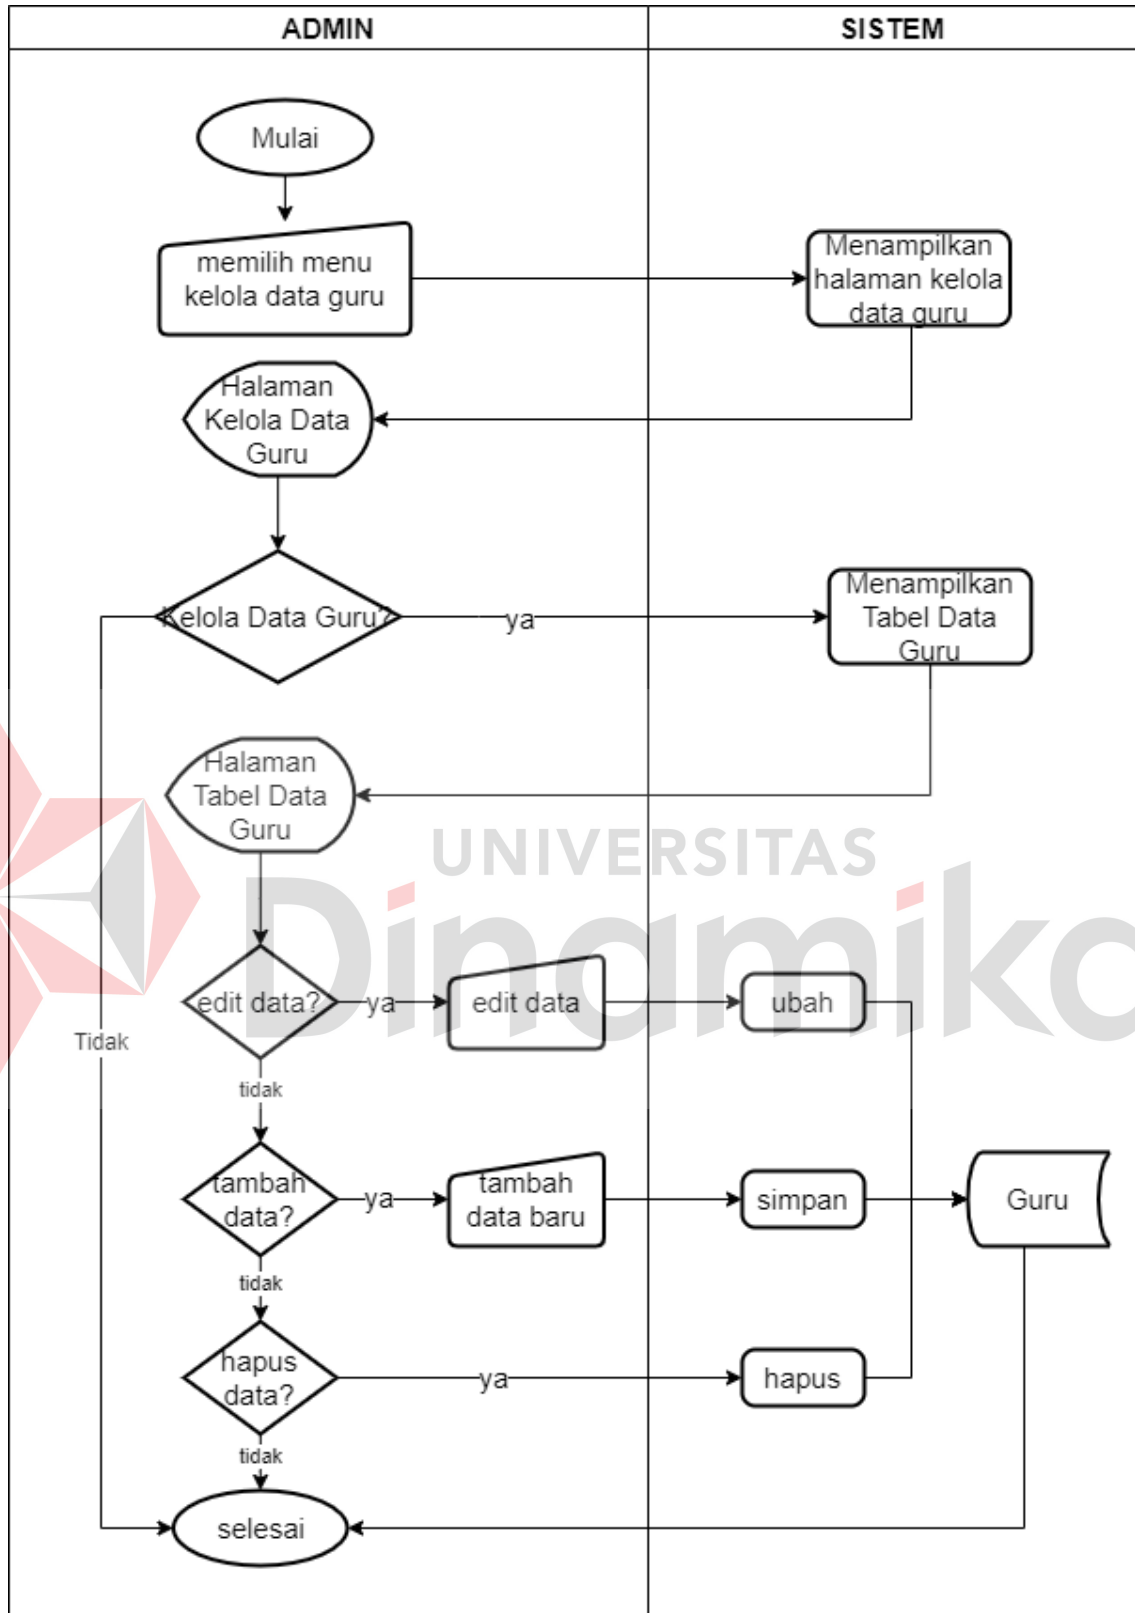 ADMIN
SISTEM
Mulai
memilih menu
kelola data guru
Menampilkan
halaman kelola
data guru
Halaman
Kelola Data
Guru
Kelola Data Guru?
ya
Menampilkan
Tabel Data
Guru
Halaman
Tabel Data
Guru
UNIVERSITAS
Dinamika
edit data?
ya
edit data
ubah
Tidak
tidak
tambah
data?
ya
tambah
data baru
simpan
Guru
tidak
hapus
data?
ya
hapus
tidak
selesai